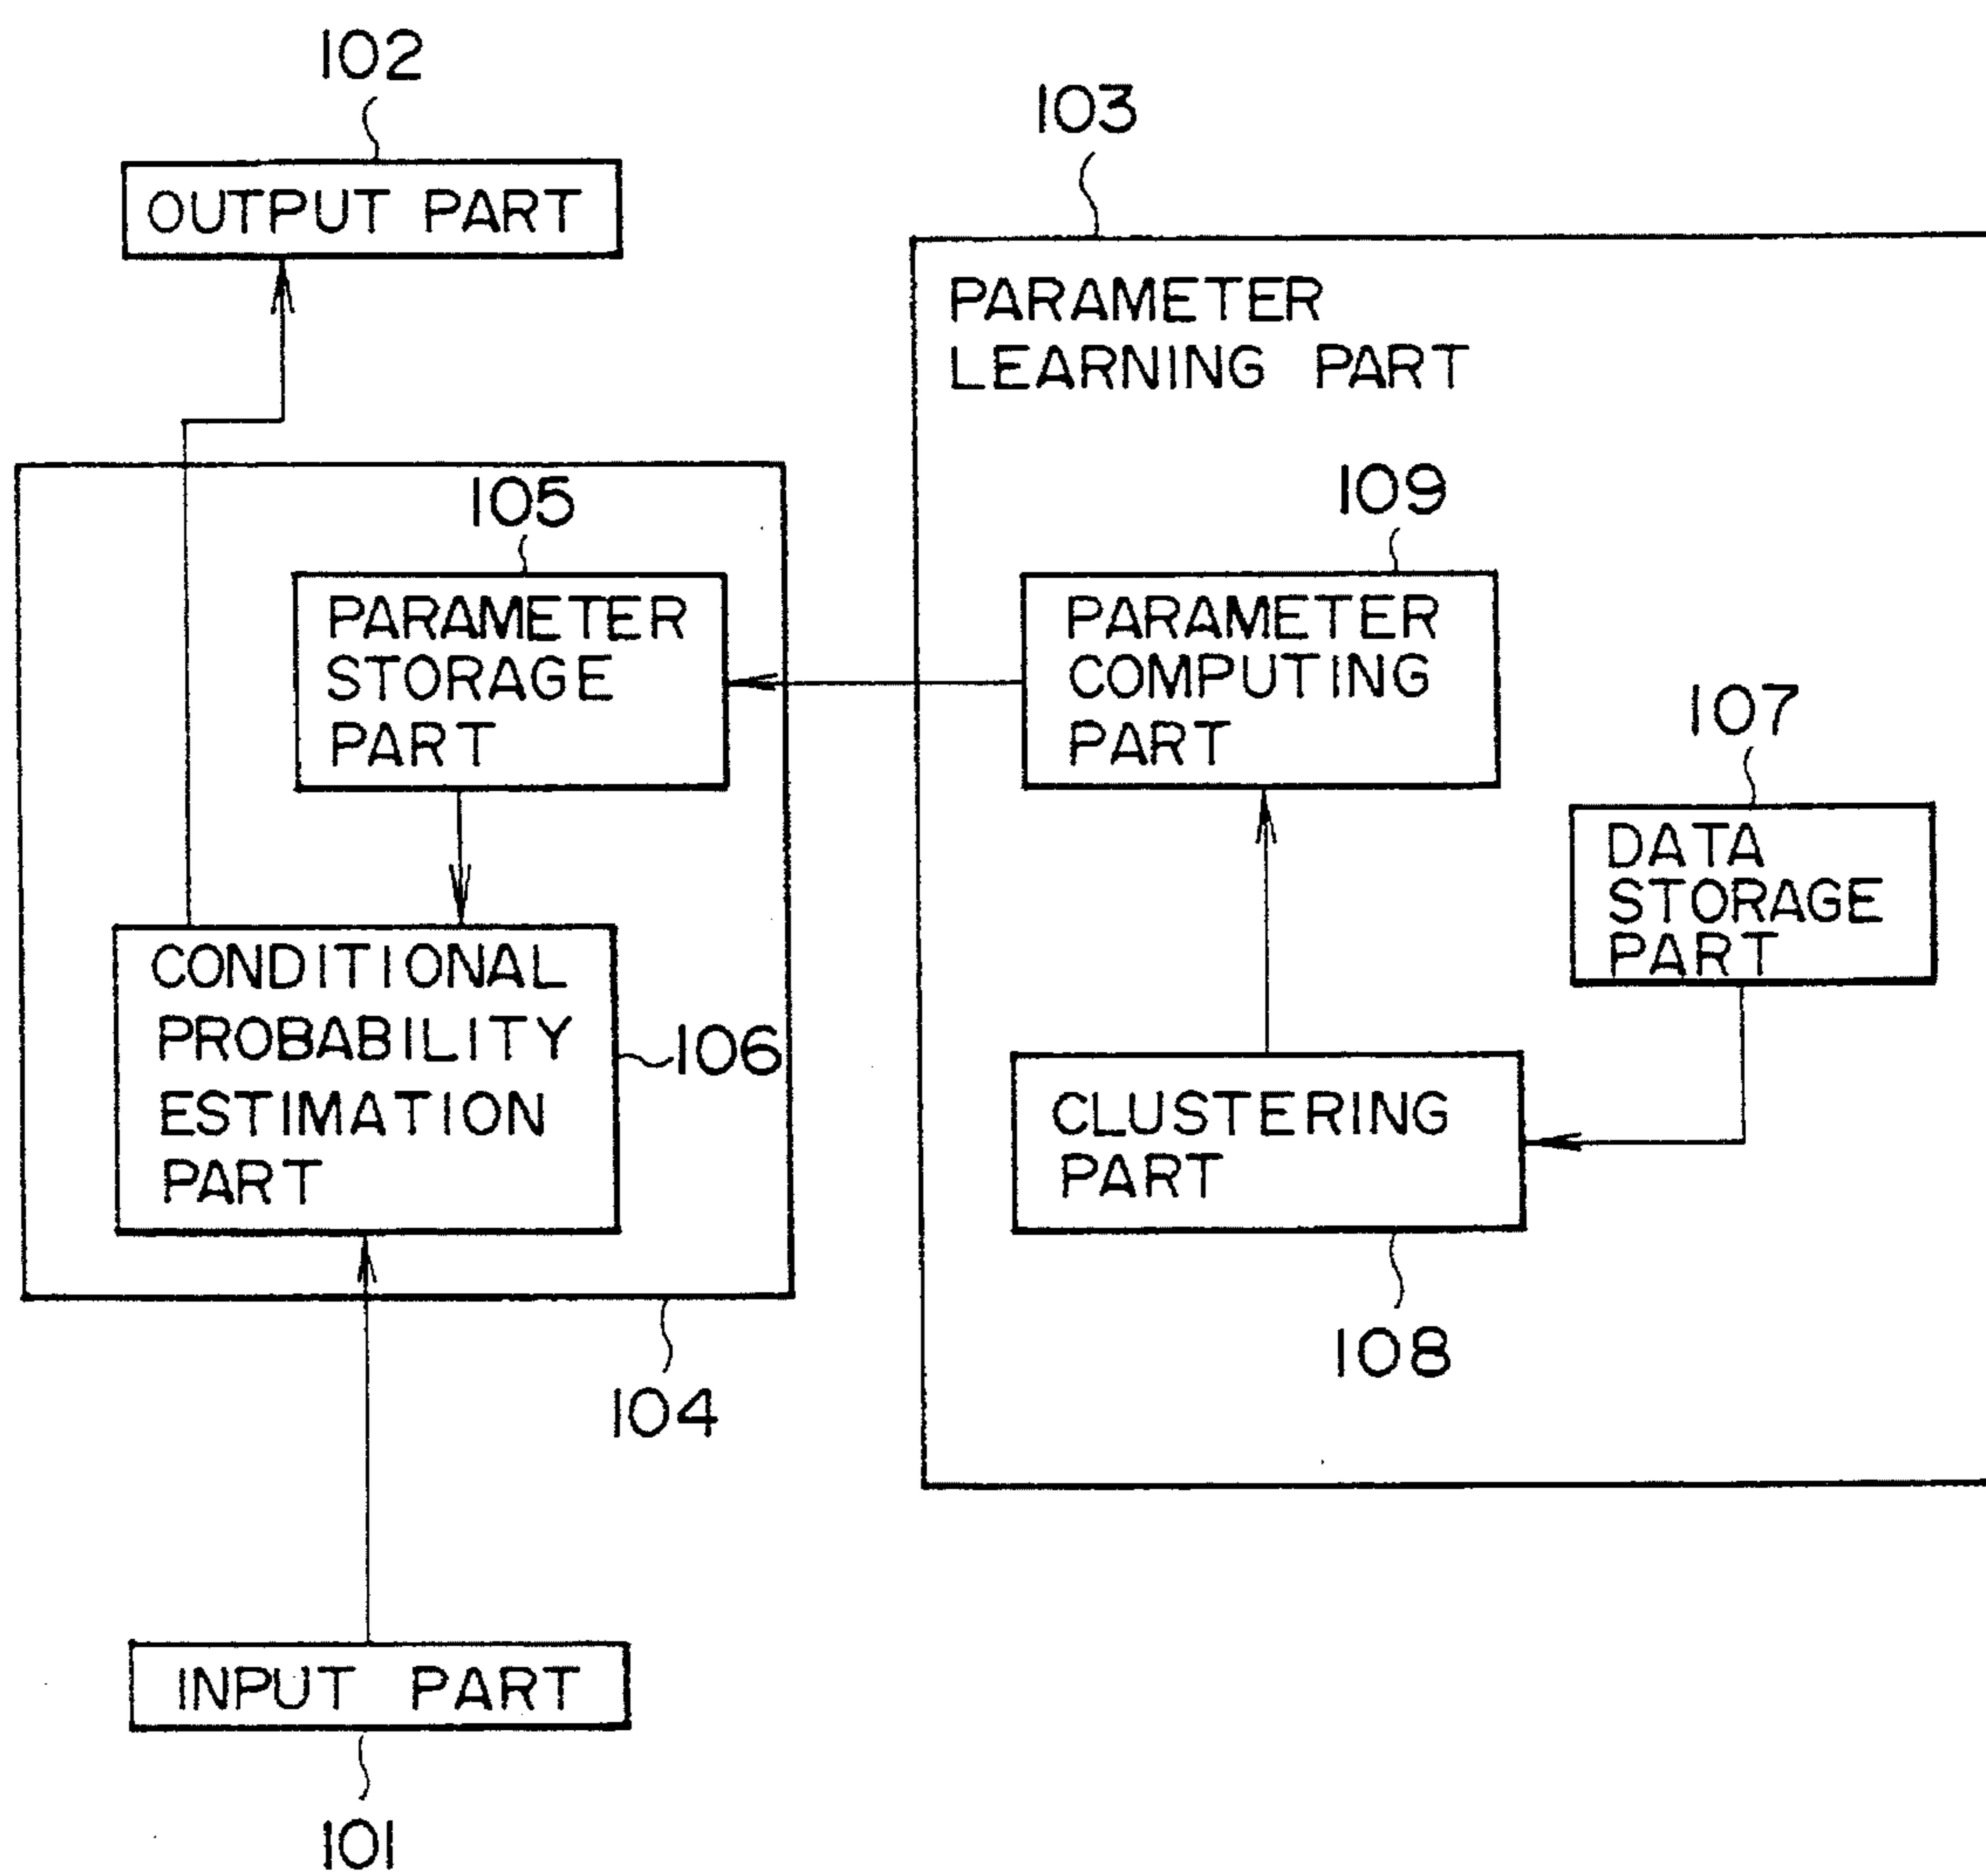 102
OUTPUT PART
103
PARAMETER
LEARNING PART
105
PARAMETER
STORAGE
PART
109
PARAMETER
COMPUTING
PART
107
DATA
STORAGE
PART
CONDITIONAL
PROBABILITY
ESTIMATION
PART
106
CLUSTERING
PART
108
104
INPUT PART
101